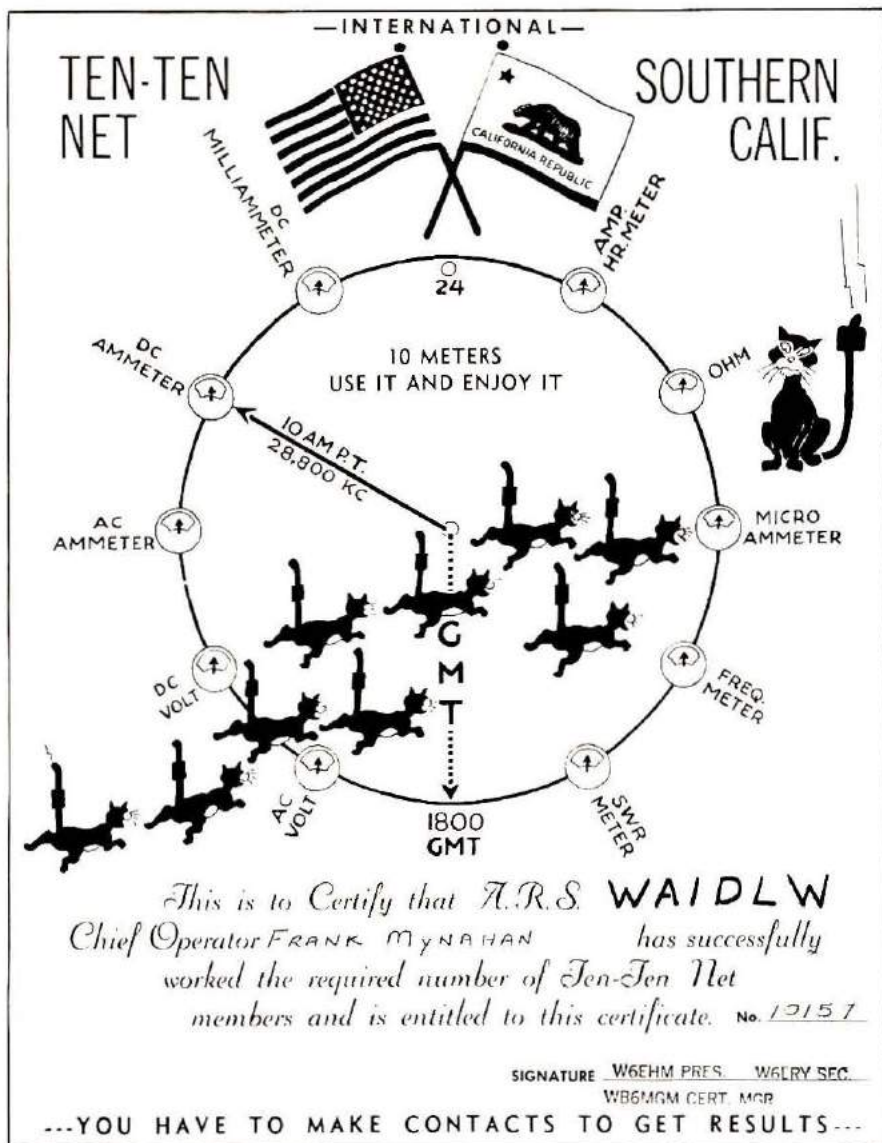 —INTERNATIONAL—
TEN-TEN
NET
SOUTHERN
CALIF.
CALIFORNIA REPUBLIC
DC
MILLIAMMETER
AMP.
HR. METER
24
DC
AMMETER
10 METERS
USE IT AND ENJOY IT
OHM
10 AM P.T.
28,800 KC
AC
AMMETER
MICRO
AMMETER
GMT
DC
VOLT
FREQ.
METER
AC
VOLT
SWR
METER
1800
GMT
This is to Certify that A.R.S. WA1DLW
Chief Operator FRANK MYNAHAN has successfully
worked the required number of Ten-Ten Net
members and is entitled to this certificate. No. 10157
SIGNATURE W6EHM PRES. W6ERY SEC.
WB6MGM CERT. MGR
---YOU HAVE TO MAKE CONTACTS TO GET RESULTS---